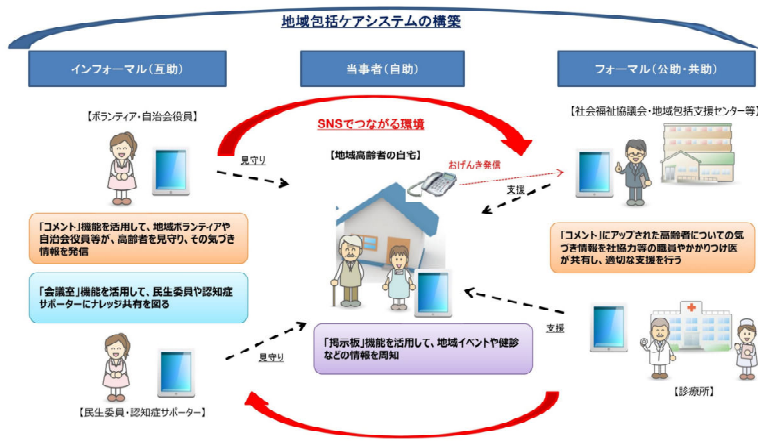 地域包括ケアシステムの構築
インフォーマル(互助)
当事者(自助)
フォーマル(公助・共助)
【ボランティア・自治会役員】
SNSでつながる環境
【社会福祉協議会・地域包括支援センター等】
見守り
【地域高齢者の自宅】
おげんき発信
支援
「コメント」機能を活用して、地域ボランティアや
自治会役員等が、高齢者を見守り、その気づき
情報を発信
「コメント」にアップされた高齢者についての気
づき情報を社協力等の職員やかかりつけ医
が共有し、適切な支援を行う
「会議室」機能を活用して、民生委員や認知症
サポーターにナレッジ共有を図る
「掲示板」機能を活用して、地域イベントや健診
などの情報を周知
見守り
支援
【民生委員・認知症サポーター】
【診療所】